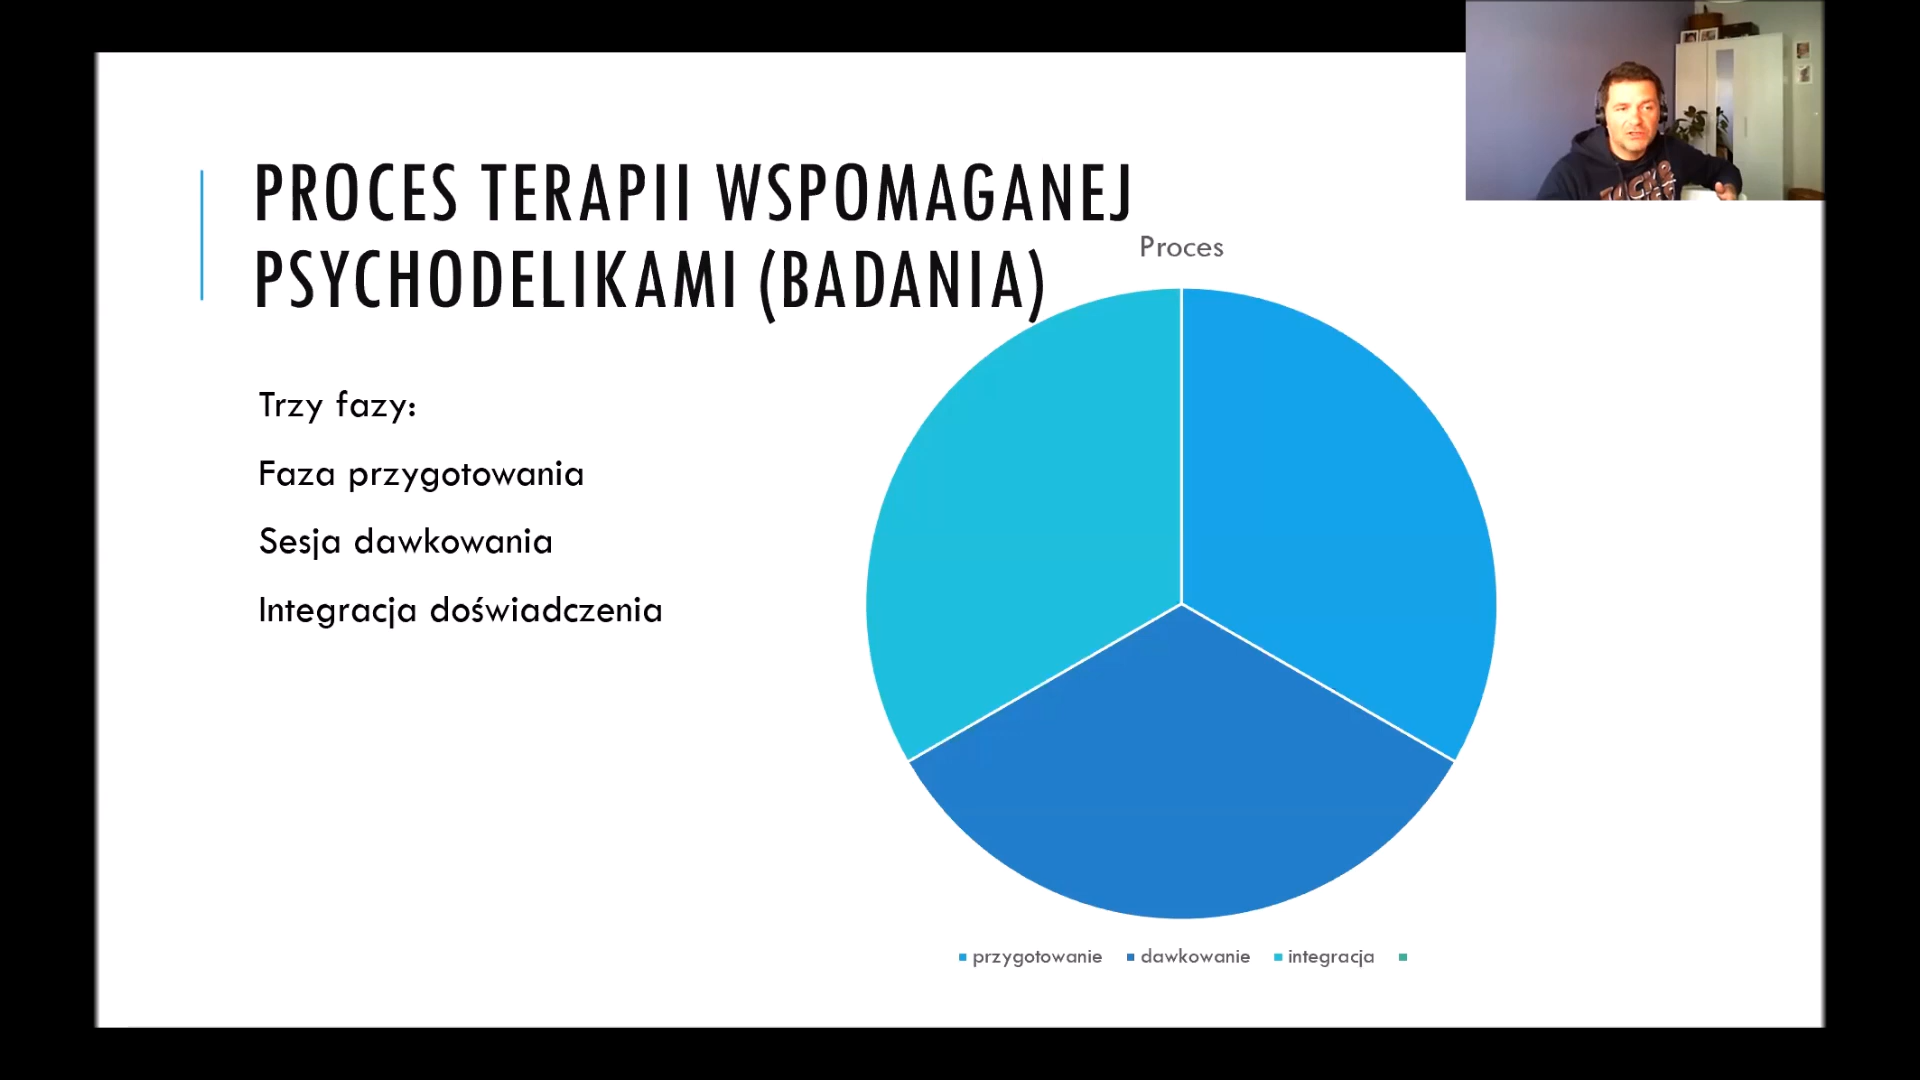 PROCES TERAPII WSPOMAGANEJ
PSYCHODELIKAMI (BADANIA)
Trzy fazy:
Faza przygotowania
Sesja dawkowania
Integracja doświadczenia
Proces
przygotowanie dawkowanie integracja